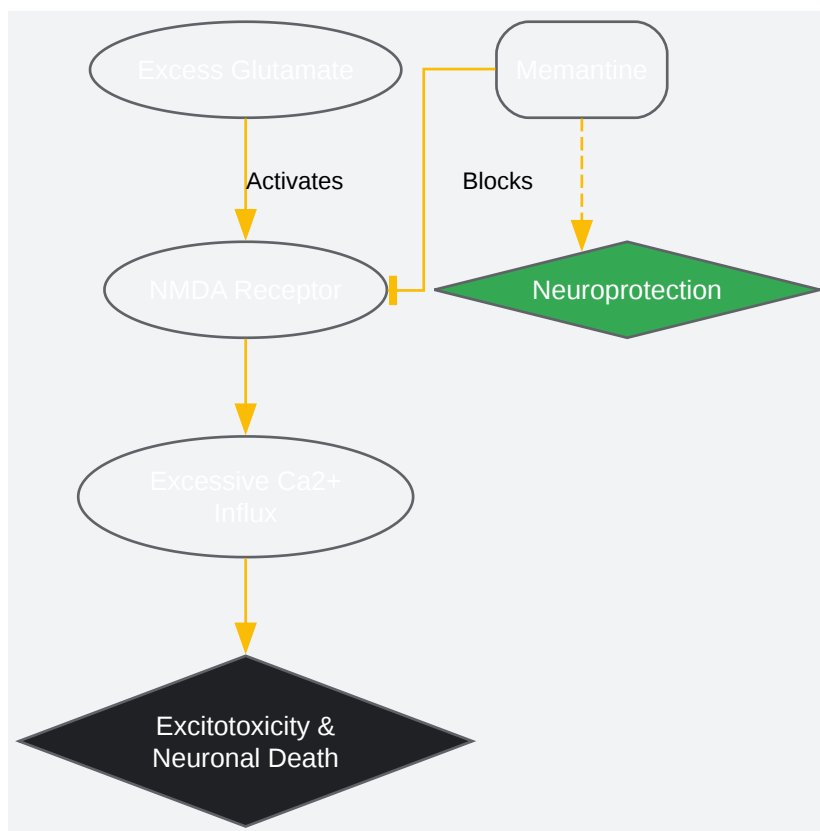 Excess Glutamate
Memantine
Activates
Blocks
NMDA Receptor
Neuroprotection
Excessive Ca2+
Influx
Excitotoxicity &
Neuronal Death